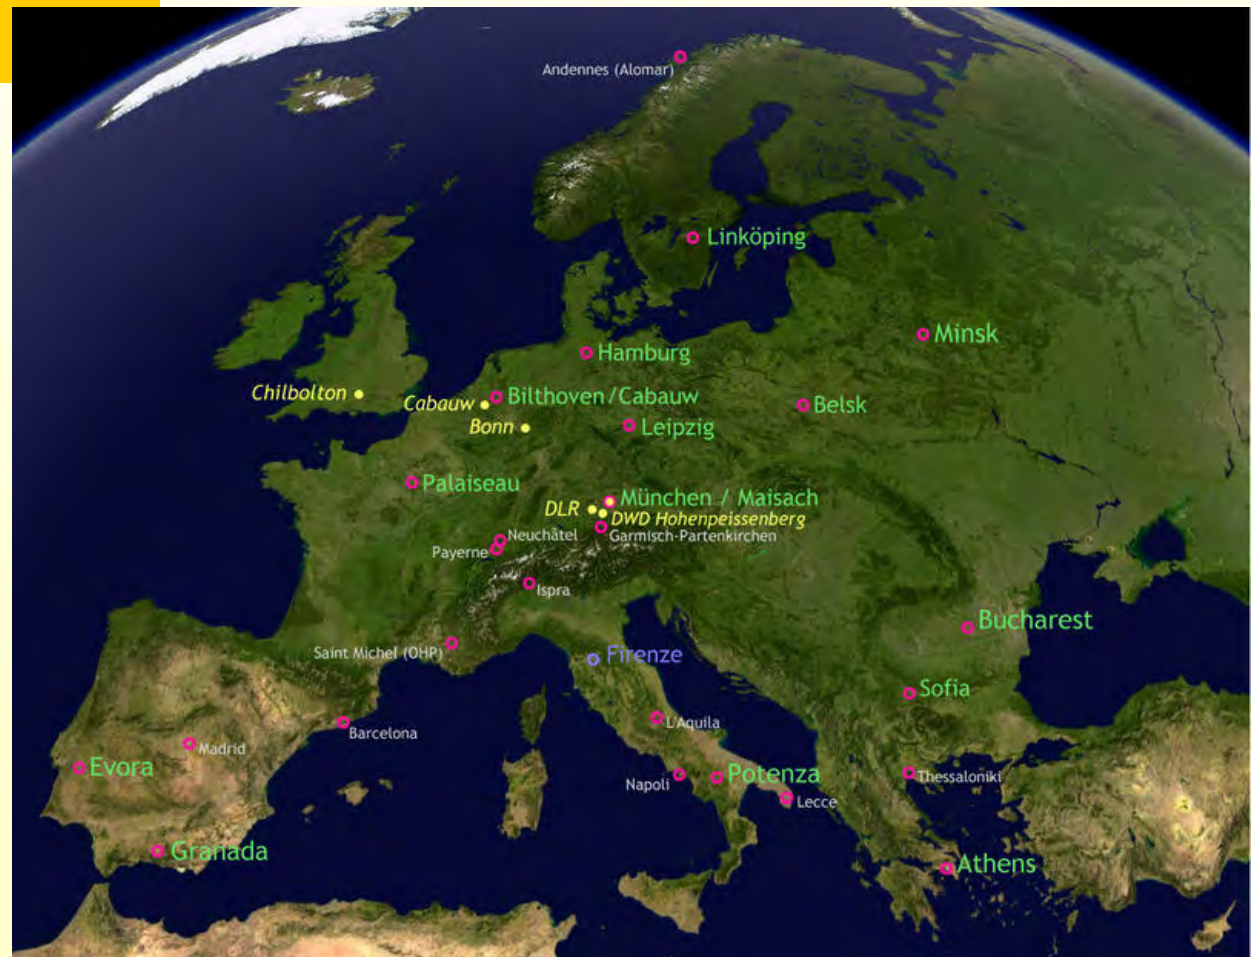 Andennes (Alomar)
Linköping
Minsk
Hamburg
Chilbolton
Bilthoven/Cabauw
Cabauw
Belsk
Bonn
Leipzig
Palaiseau
München / Maisach
DLR
DWD Hohenpeissenberg
Neuchâtel
Garmisch-Partenkirchen
Payerne
Ispra
Bucharest
Saint Michel (OHP)
Firenze
Sofia
L'Aquila
Barcelona
Madrid
Evora
Potenza
Thessaloniki
Napoli
Lecce
Granada
Athens